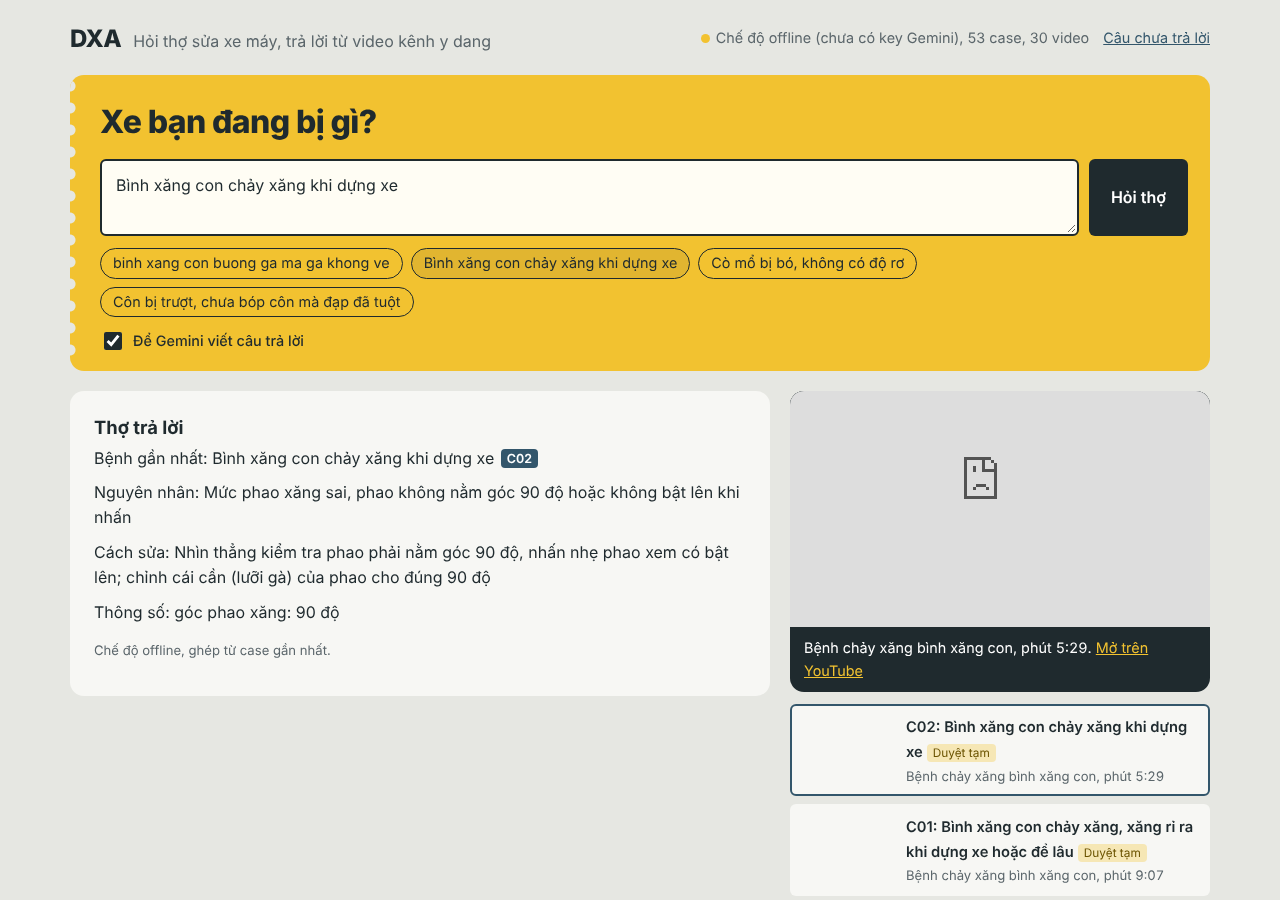 DXA Hỏi thợ sửa xe máy, trả lời từ video kênh y dang
Chế độ offline (chưa có key Gemini), 53 case, 30 video Câu chưa trả lời
Xe bạn đang bị gì?
Bình xăng con chảy xăng khi dựng xe
Hỏi thợ
binh xang con buong ga ma ga khong ve
Bình xăng con chảy xăng khi dựng xe
Cò mổ bị bó, không có độ rơ
Côn bị trượt, chưa bóp côn mà đạp đã tuột
Để Gemini viết câu trả lời
Thợ trả lời
Bệnh gần nhất: Bình xăng con chảy xăng khi dựng xe C02
Nguyên nhân: Mức phao xăng sai, phao không nằm góc 90 độ hoặc không bật lên khi
nhấn
Cách sửa: Nhìn thẳng kiểm tra phao phải nằm góc 90 độ, nhấn nhẹ phao xem có bật
lên; chỉnh cái cần (lưỡi gà) của phao cho đúng 90 độ
Thông số: góc phao xăng: 90 độ
Chế độ offline, ghép từ case gần nhất.
Bệnh chảy xăng bình xăng con, phút 5:29. Mở trên
YouTube
C02: Bình xăng con chảy xăng khi dựng
xe Duyệt tạm
Bệnh chảy xăng bình xăng con, phút 5:29
C01: Bình xăng con chảy xăng, xăng rỉ ra
khi dựng xe hoặc để lâu Duyệt tạm
Bệnh chảy xăng bình xăng con, phút 9:07